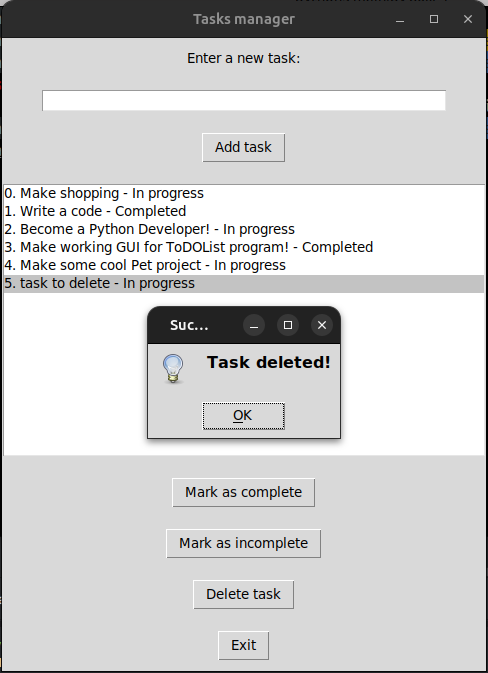 Tasks manager
Enter a new task:
Add task
0. Make shopping - In progress
1. Write a code - Completed
2. Become a Python Developer! - In progress
3. Make working GUI for ToDOList program! - Completed
4. Make some cool Pet project - In progress
5. task to delete - In progress
Suc...
Task deleted!
OK
Mark as complete
Mark as incomplete
Delete task
Exit